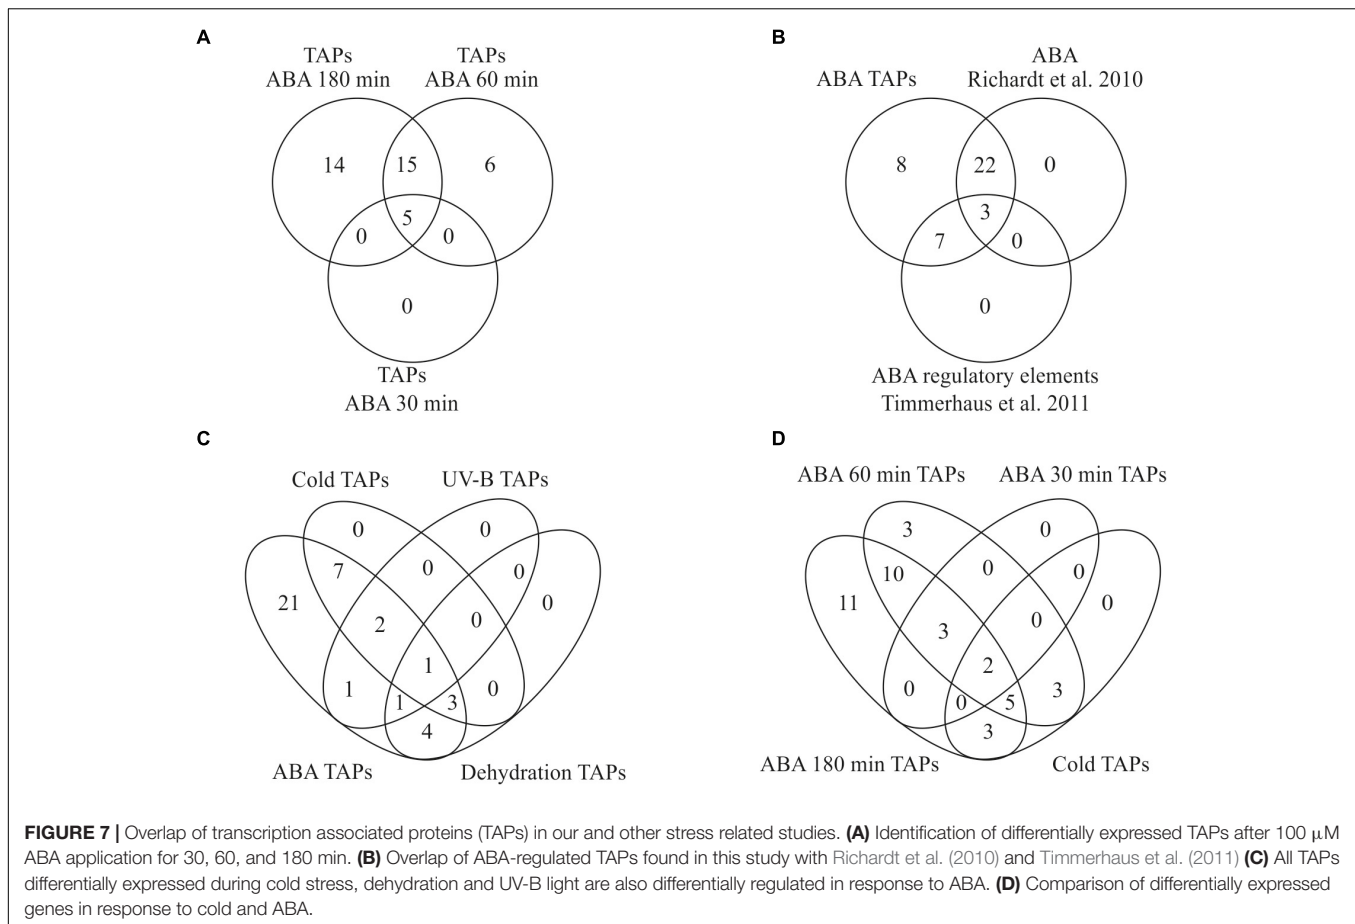 A
TAPs
ABA 180 min
TAPs
ABA 60 min
14
15
6
5
0
0
0
TAPs
ABA 30 min
B
ABA TAPs
ABA
Richardt et al. 2010
8
22
0
3
7
0
0
ABA regulatory elements
Timmerhaus et al. 2011
C
Cold TAPs
UV-B TAPs
0
0
7
0
0
21
0
2
0
1
1
0
1
3
4
ABA TAPs
Dehydration TAPs
D
ABA 60 min TAPs
ABA 30 min TAPs
3
0
10
0
0
11
0
3
0
2
0
3
0
5
3
ABA 180 min TAPs
Cold TAPs
FIGURE 7 | Overlap of transcription associated proteins (TAPs) in our and other stress related studies. (A) Identification of differentially expressed TAPs after 100 μM
ABA application for 30, 60, and 180 min. (B) Overlap of ABA-regulated TAPs found in this study with Richardt et al. (2010) and Timmerhaus et al. (2011) (C) All TAPs
differentially expressed during cold stress, dehydration and UV-B light are also differentially regulated in response to ABA. (D) Comparison of differentially expressed
genes in response to cold and ABA.